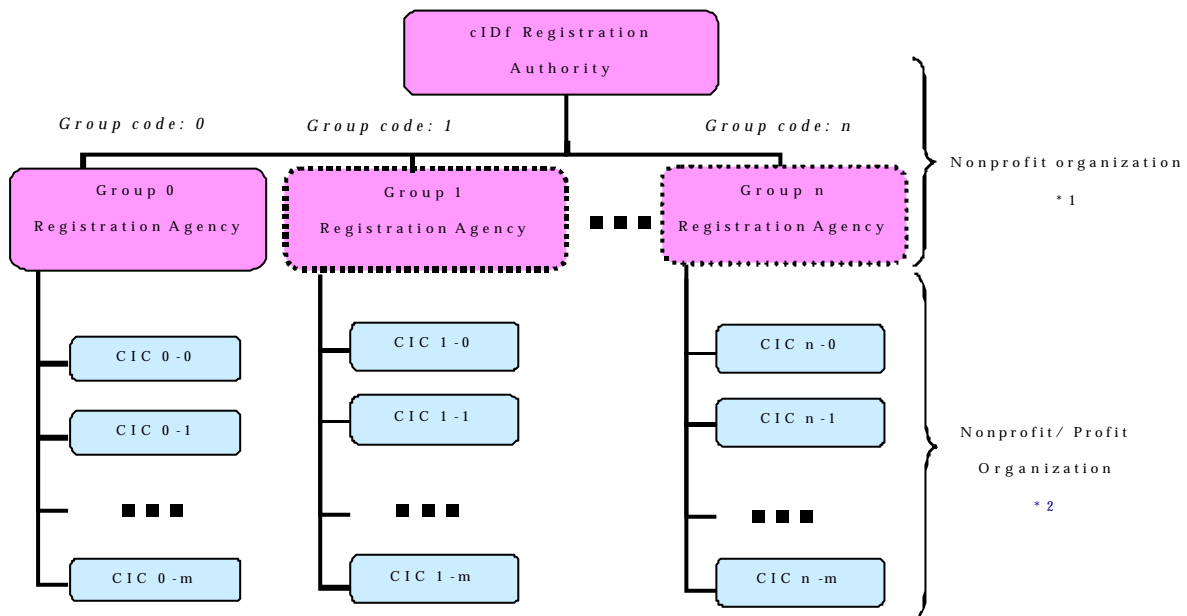 cIDf Registration
Authority
Group code: 0
Group code: 1
Group code: n
Group 0
Registration Agency
Group 1
Registration Agency
Group n
Registration Agency
Nonprofit organization
*1
CIC 0-0
CIC 1-0
CIC n-0
CIC 0-1
CIC 1-1
CIC n-1
Nonprofit/ Profit
Organization
*2
CIC 0-m
CIC 1-m
CIC n-m